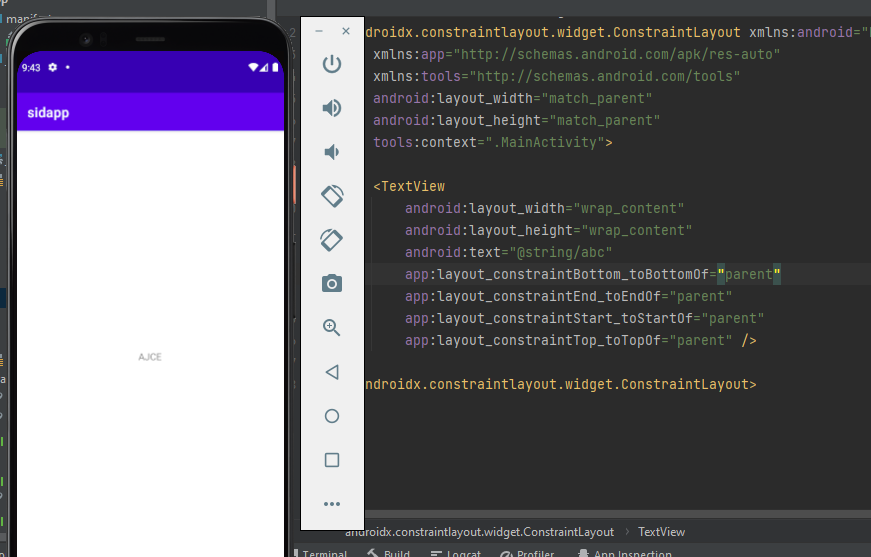 manifest
9:43
sidapp
AJCE
androidx.constraintlayout.widget.ConstraintLayout xmlns:android="
xmlns:app="http://schemas.android.com/apk/res-auto"
xmlns:tools="http://schemas.android.com/tools"
android:layout_width="match_parent"
android:layout_height="match_parent"
tools:context=".MainActivity">
<TextView
android:layout_width="wrap_content"
android:layout_height="wrap_content"
android:text="@string/abc"
app:layout_constraintBottom_toBottomOf="parent"
app:layout_constraintEnd_toEndOf="parent"
app:layout_constraintStart_toStartOf="parent"
app:layout_constraintTop_toTopOf="parent" />
ndroidx.constraintlayout.widget.ConstraintLayout>
androidx.constraintlayout.widget.ConstraintLayout › TextView
Terminal Build Logcat Profiler App Inspection